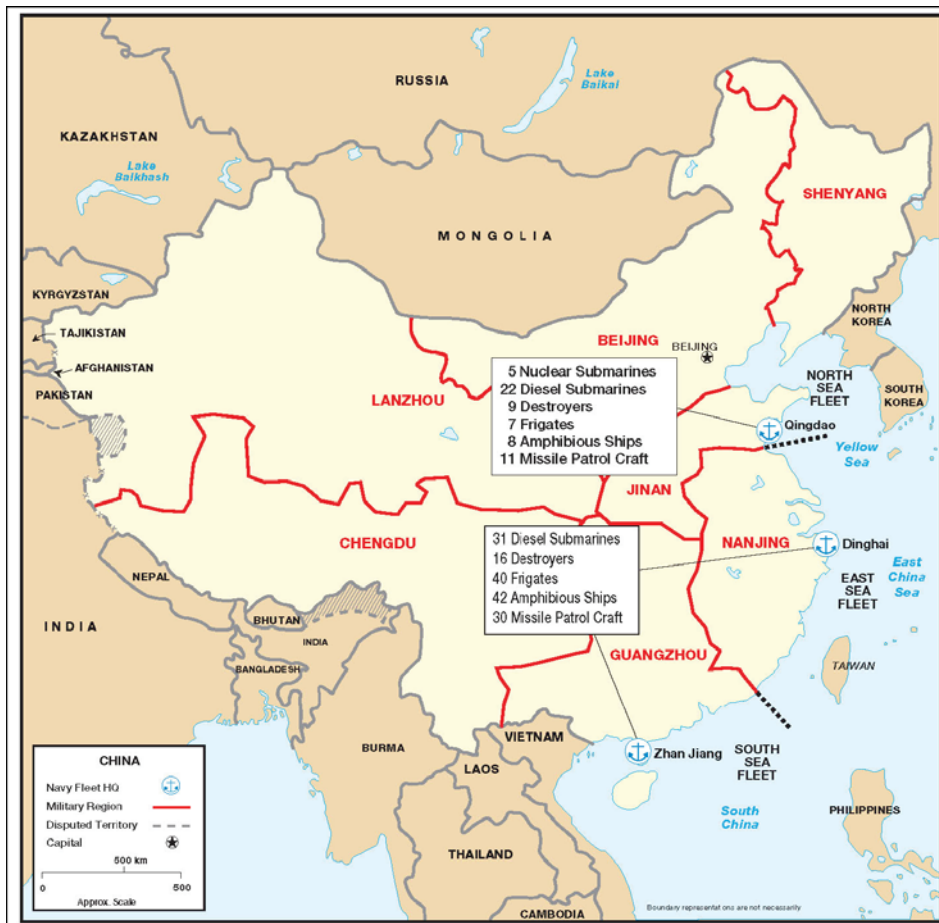 RUSSIA
Lake
Baikal
KAZAKHSTAN
Lake
Balkhash
SHENYANG
MONGOLIA
KYRGYZSTAN
TAJIKISTAN
AFGHANISTAN
PAKISTAN
NORTH
KOREA
BEIJING
BEIJING
LANZHOU
5 Nuclear Submarines
22 Diesel Submarines
9 Destroyers
7 Frigates
8 Amphibious Ships
11 Missile Patrol Craft
NORTH
SEA
FLEET
SOUTH
KOREA
Qingdao
Yellow
Sea
JINAN
CHENGDU
31 Diesel Submarines
16 Destroyers
40 Frigates
42 Amphibious Ships
30 Missile Patrol Craft
NANJING
Dinghai
East
China
Sea
EAST
SEA
FLEET
NEPAL
BHUTAN
INDIA
INDIA
BANGLADESH
GUANGZHOU
TAIWAN
BURMA
VIETNAM
LAOS
Zhan Jiang
SOUTH
SEA
FLEET
South
China
PHILIPPINES
THAILAND
CAMBODIA
CHINA
Navy Fleet HQ
Military Region
Disputed Territory
Capital
500 km
0
500
Approx. Scale
Boundary representations are not necessarily